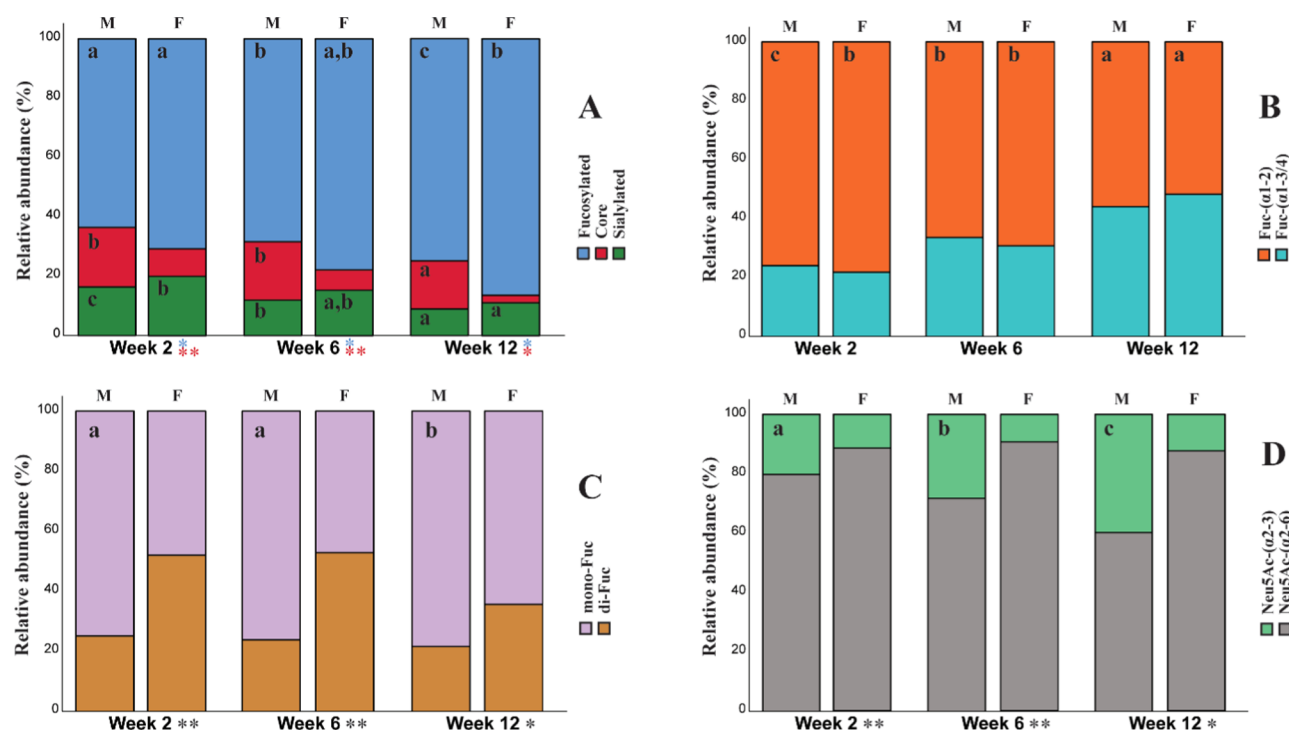 M F M F M F
100
80
60
40
20
0
Relative abundance (%)
a a b a,b c b
b b a
c b b a,b a a
Week 2 * **
Week 6 * **
Week 12 * *
A
Fucosylated
Core
Sialylated
M F M F M F
100
80
60
40
20
0
Relative abundance (%)
c b b b a a
Week 2
Week 6
Week 12
B
Fuc-(α1-2)
Fuc-(α1-3/4)
M F M F M F
100
80
60
40
20
0
Relative abundance (%)
a a b
Week 2 **
Week 6 **
Week 12 *
C
mono-Fuc
di-Fuc
M F M F M F
100
80
60
40
20
0
Relative abundance (%)
a b c
Week 2 **
Week 6 **
Week 12 *
D
Neu5Ac-(α2-3)
Neu5Ac-(α2-6)